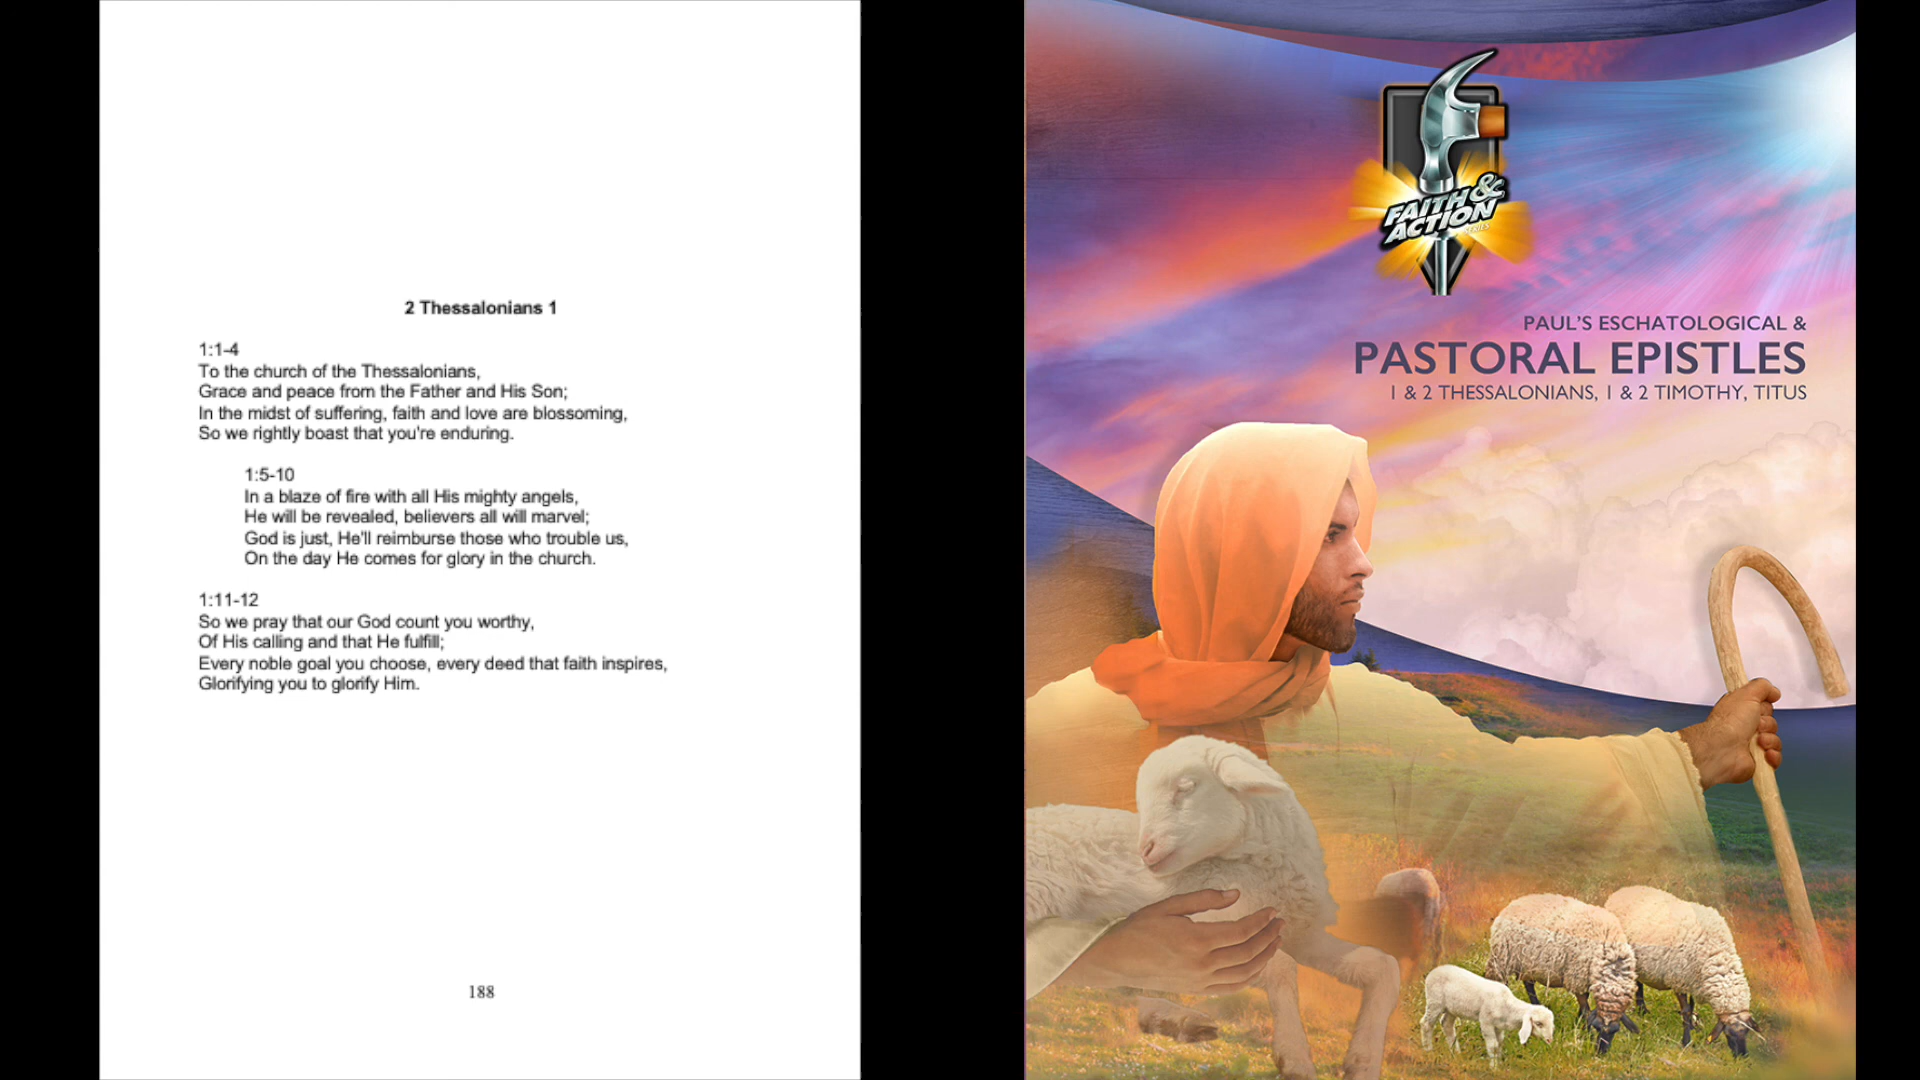 2 Thessalonians 1
1:1-4
To the church of the Thessalonians,
Grace and peace from the Father and His Son;
In the midst of suffering, faith and love are blossoming,
So we rightly boast that you're enduring.
1:5-10
In a blaze of fire with all His mighty angels,
He will be revealed, believers all will marvel;
God is just, He'll reimburse those who trouble us,
On the day He comes for glory in the church.
1:11-12
So we pray that our God count you worthy,
Of His calling and that He fulfill;
Every noble goal you choose, every deed that faith inspires,
Glorifying you to glorify Him.
188
FAITH &
ACTION
SERIES
PAUL'S ESCHATOLOGICAL &
PASTORAL EPISTLES
1 & 2 THESSALONIANS, 1 & 2 TIMOTHY, TITUS